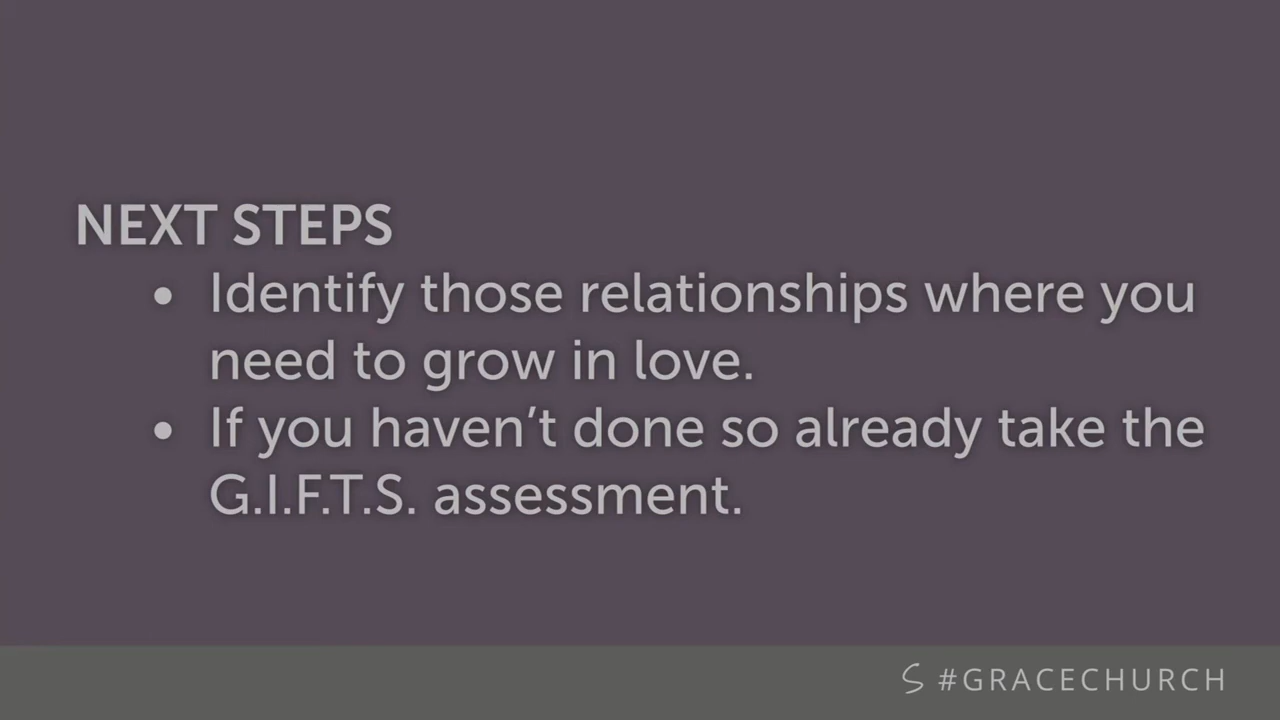 NEXT STEPS
• Identify those relationships where you
need to grow in love.
• If you haven’t done so already take the
G.I.F.T.S. assessment.
#GRACECHURCH